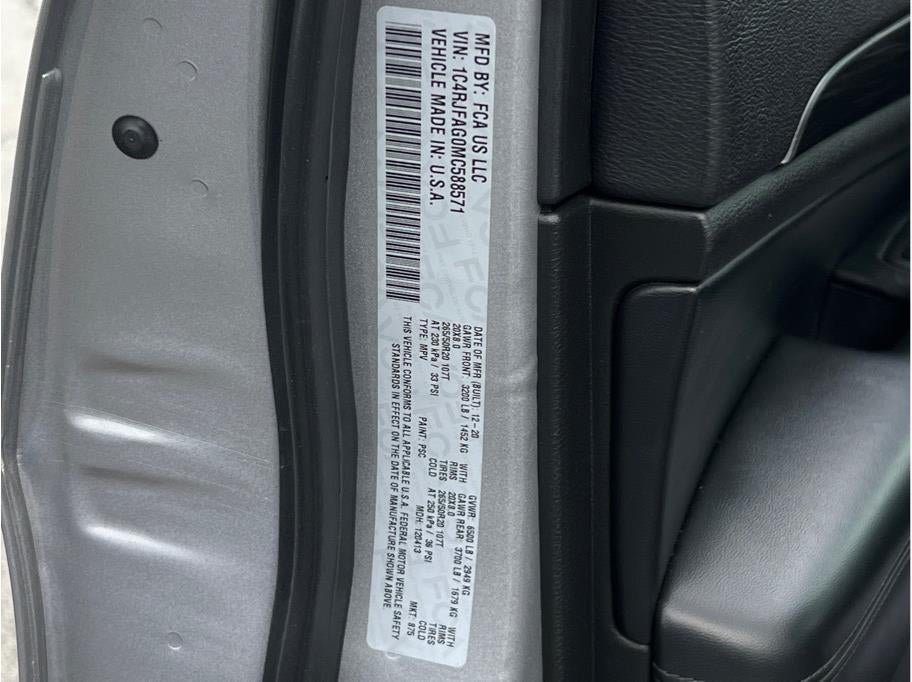 MFD BY: FCA US LLC
VIN: 1C4RJFAG0MC588571
VEHICLE MADE IN: U.S.A.
DATE OF MFR (BUILT): 12-20 GVWR: 6500 LB / 2949 KG
GAWR FRONT: 3200 LB / 1452 KG WITH GAWR REAR: 3700 LB / 1679 KG WITH
20X8.0 RIMS 20X8.0 RIMS
265/50R20 107T TIRES 265/50R20 107T TIRES
AT 230 kPa / 33 PSI COLD AT 250 kPa / 36 PSI COLD
TYPE: MPV PAINT: PSC MDH: 120413 MKT: 875
THIS VEHICLE CONFORMS TO ALL APPLICABLE U.S.A. FEDERAL MOTOR VEHICLE SAFETY
STANDARDS IN EFFECT ON THE DATE OF MANUFACTURE SHOWN ABOVE.